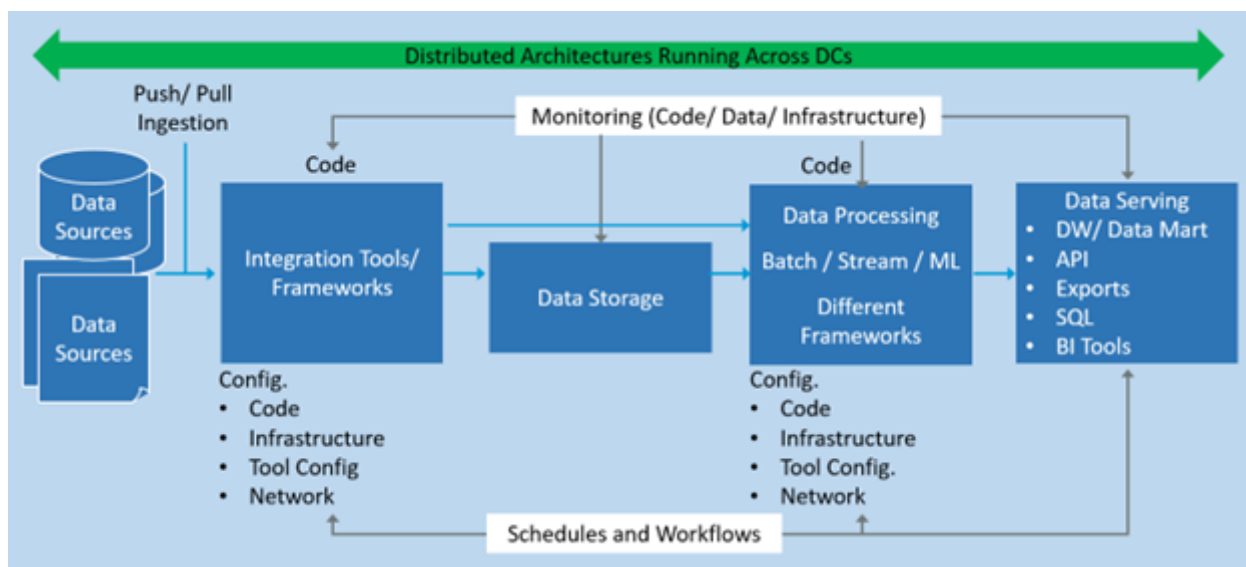 Distributed Architectures Running Across DCs
Push/ Pull
Ingestion
Monitoring (Code/ Data/ Infrastructure)
Code
Code
Data
Sources
Data
Sources
Integration Tools/
Frameworks
Data Storage
Data Processing
Batch / Stream / ML
Different
Frameworks
Data Serving
• DW/ Data Mart
• API
• Exports
• SQL
• BI Tools
Config.
• Code
• Infrastructure
• Tool Config
• Network
Config.
• Code
• Infrastructure
• Tool Config.
• Network
Schedules and Workflows